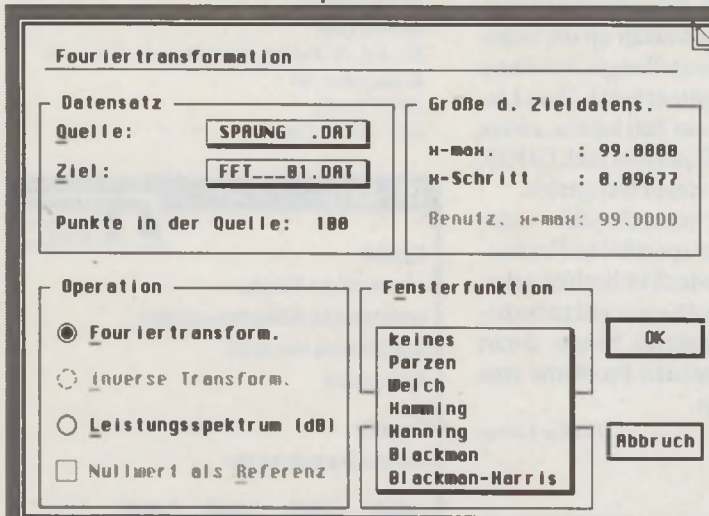 Fouriertransformation
Datensatz
Quelle: SPRUNG .DAT
Ziel: FFT___01.DAT
Punkte in der Quelle: 100
Größe d. Zieldatens.
x-max. : 99.0000
x-Schritt : 0.09677
Benutz. x-max: 99.0000
Operation
Fouriertransform.
Inverse Transform.
Leistungsspektrum (dB)
Nullwert als Referenz
Fensterfunktion
keines
Parzen
Welch
Hamming
Hanning
Blackman
Blackman-Harris
OK
Abbruch